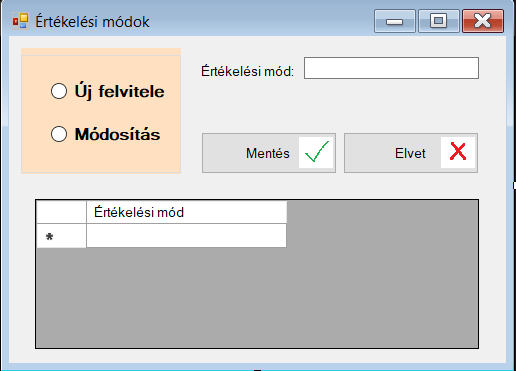 Értékelési módok
Új felvitele
Módosítás
Értékelési mód:
Mentés
Elvet
Értékelési mód
*